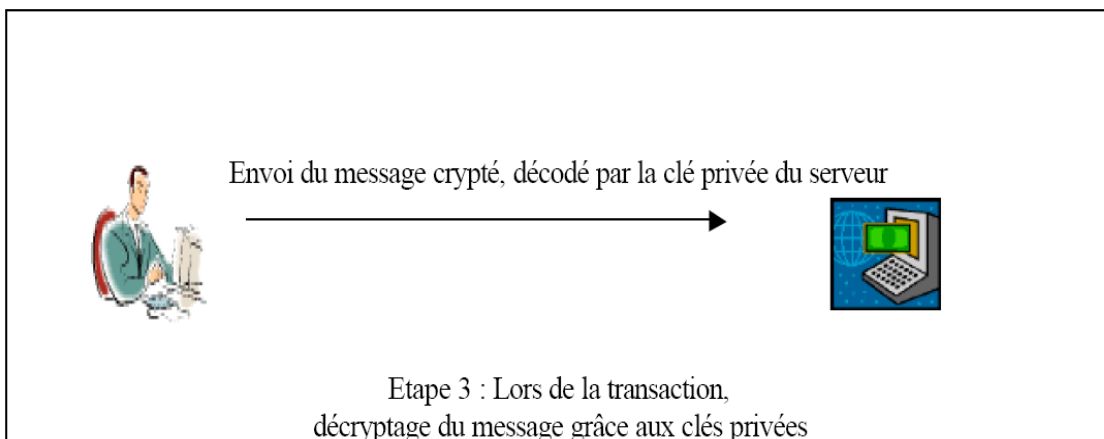 Envoi du message crypté, décodé par la clé privée du serveur
Etape 3 : Lors de la transaction,
décryptage du message grâce aux clés privées